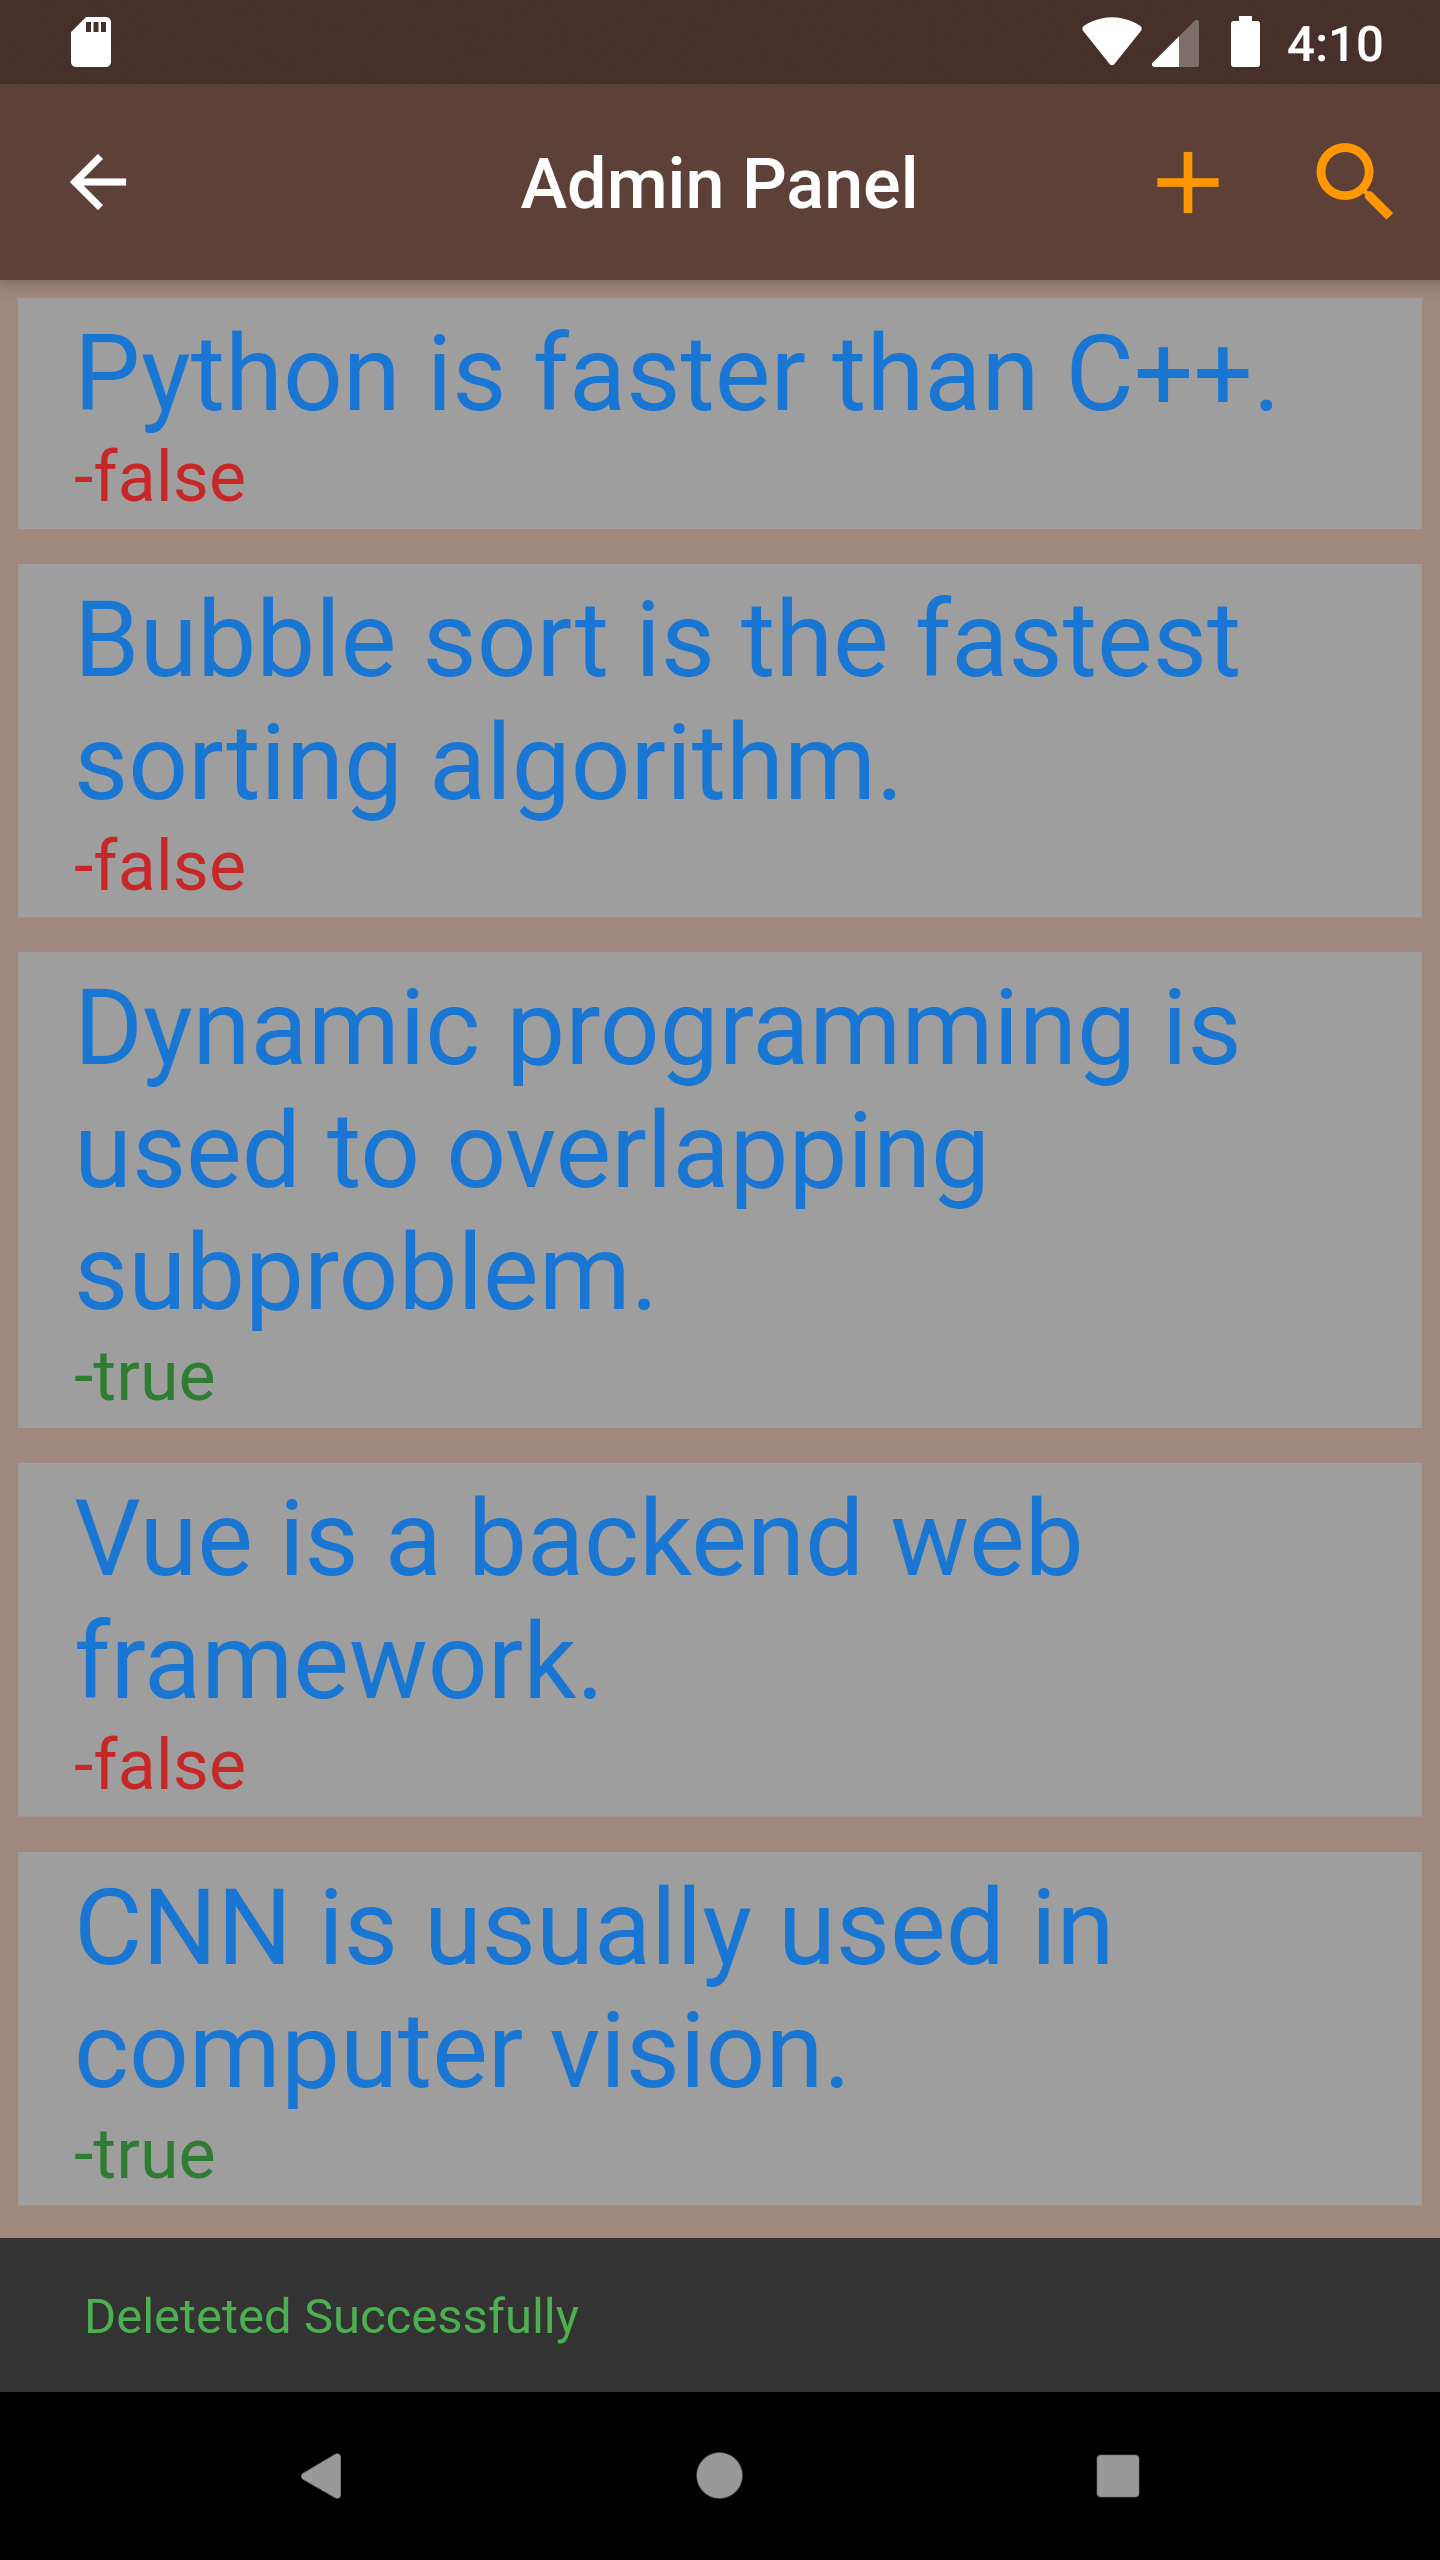 4:10
Admin Panel
Python is faster than C++.
-false
Bubble sort is the fastest
sorting algorithm.
-false
Dynamic programming is
used to overlapping
subproblem.
-true
Vue is a backend web
framework.
-false
CNN is usually used in
computer vision.
-true
Deleteted Successfully